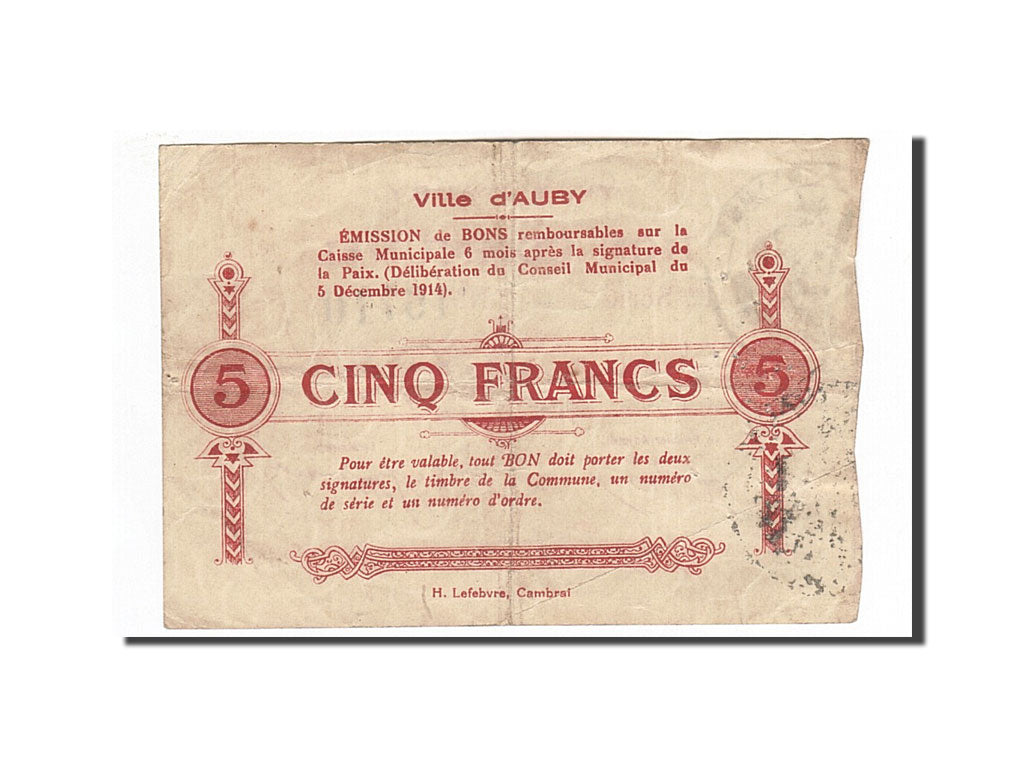 Ville d'AUBY
ÉMISSION de BONS remboursables sur la
Caisse Municipale 6 mois après la signature de
la Paix. (Délibération du Conseil Municipal du
5 Décembre 1914).
5 CINQ FRANCS 5
Pour être valable, tout BON doit porter les deux
signatures, le timbre de la Commune, un numéro
de série et un numéro d'ordre.
H. Lefebvre, Cambrai